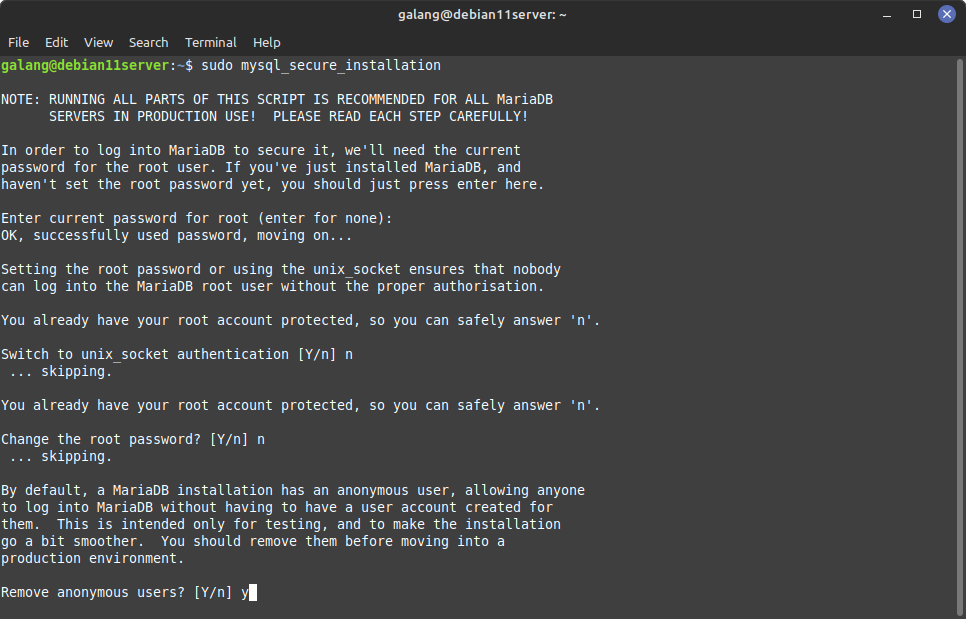 galang@debian11server: ~
File Edit View Search Terminal Help
galang@debian11server:~$ sudo mysql_secure_installation
NOTE: RUNNING ALL PARTS OF THIS SCRIPT IS RECOMMENDED FOR ALL MariaDB
      SERVERS IN PRODUCTION USE!  PLEASE READ EACH STEP CAREFULLY!
In order to log into MariaDB to secure it, we'll need the current
password for the root user. If you've just installed MariaDB, and
haven't set the root password yet, you should just press enter here.
Enter current password for root (enter for none):
OK, successfully used password, moving on...
Setting the root password or using the unix_socket ensures that nobody
can log into the MariaDB root user without the proper authorisation.
You already have your root account protected, so you can safely answer 'n'.
Switch to unix_socket authentication [Y/n] n
 ... skipping.
You already have your root account protected, so you can safely answer 'n'.
Change the root password? [Y/n] n
 ... skipping.
By default, a MariaDB installation has an anonymous user, allowing anyone
to log into MariaDB without having to have a user account created for
them.  This is intended only for testing, and to make the installation
go a bit smoother.  You should remove them before moving into a
production environment.
Remove anonymous users? [Y/n] y